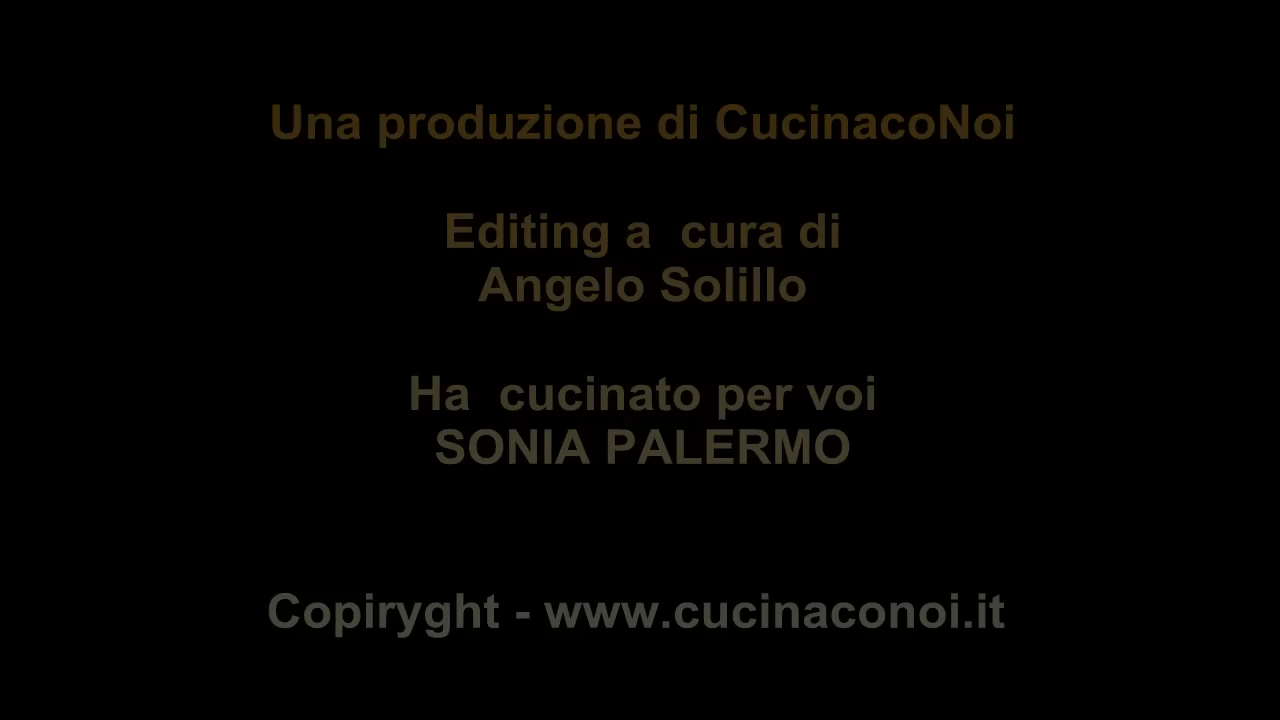 Una produzione di CucinacoNoi
Editing a  cura di
Angelo Solillo
Ha  cucinato per voi
SONIA PALERMO
Copiryght - www.cucinaconoi.it